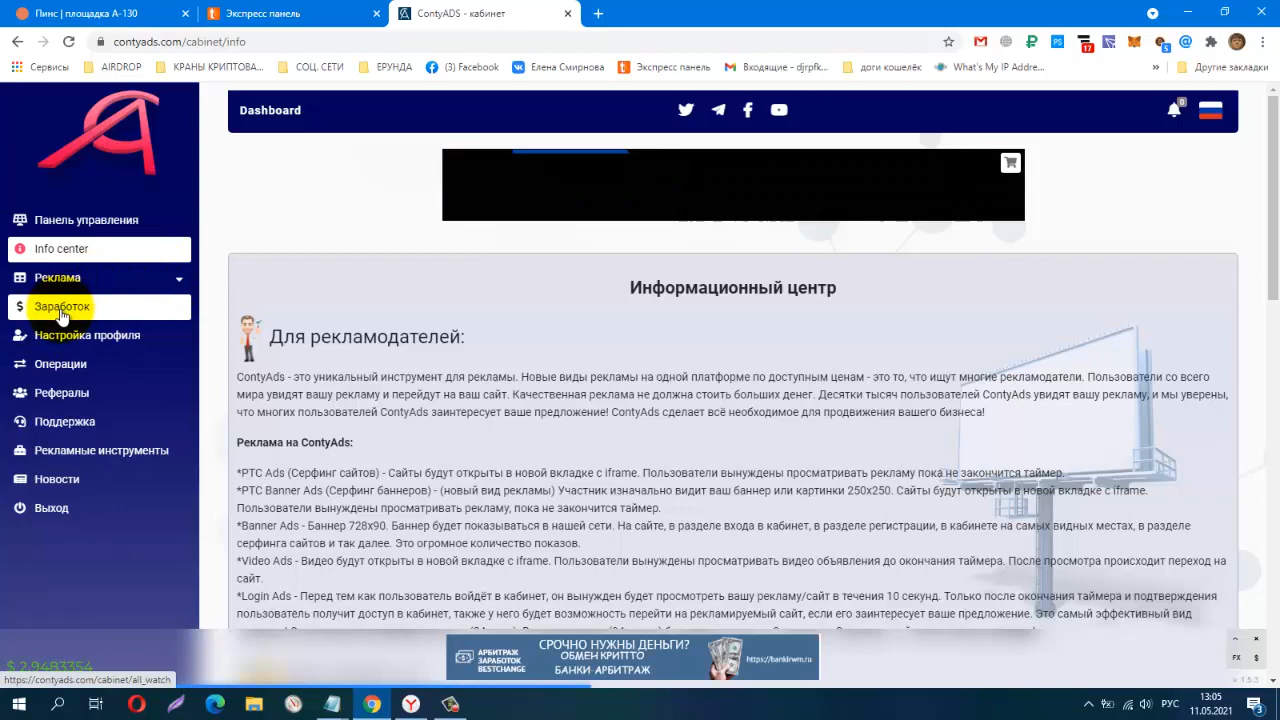 Пинс | площадка А-130
Экспресс панель
ContyADS - кабинет
contyads.com/cabinet/info
Сервисы
AIRDROP
КРАНЫ КРИПТОВА...
СОЦ. СЕТИ
ЕРУНДА
(3) Facebook
Елена Смирнова
Экспресс панель
Входящие - djrpfk...
доги кошелёк
What's My IP Addre...
»
Другие закладки
17
5
Dashboard
0
Панель управления
Info center
Реклама
Заработок
Настройка профиля
Операции
Рефералы
Поддержка
Рекламные инструменты
Новости
Выход
Информационный центр
Для рекламодателей:
ContyAds - это уникальный инструмент для рекламы. Новые виды рекламы на одной платформе по доступным ценам - это то, что ищут многие рекламодатели. Пользователи со всего
мира увидят вашу рекламу и перейдут на ваш сайт. Качественная реклама не должна стоить больших денег. Десятки тысяч пользователей ContyAds увидят вашу рекламу, и мы уверены,
что многих пользователей ContyAds заинтересует ваше предложение! ContyAds сделает всё необходимое для продвижения вашего бизнеса!
Реклама на ContyAds:
*PTC Ads (Серфинг сайтов) - Сайты будут открыты в новой вкладке с iframe. Пользователи вынуждены просматривать рекламу пока не закончится таймер.
*PTC Banner Ads (Серфинг баннеров) - (новый вид рекламы) Участник изначально видит ваш баннер или картинки 250x250. Сайты будут открыты в новой вкладке с iframe.
Пользователи вынуждены просматривать рекламу, пока не закончится таймер.
*Banner Ads - Баннер 728x90. Баннер будет показываться в нашей сети. На сайте, в разделе входа в кабинет, в разделе регистрации, в кабинете на самых видных местах, в разделе
серфинга сайтов и так далее. Это огромное количество показов.
*Video Ads - Видео будут открыты в новой вкладке с iframe. Пользователи вынуждены просматривать видео объявления до окончания таймера. После просмотра происходит переход на
сайт.
*Login Ads - Перед тем как пользователь войдёт в кабинет, он вынужден будет просмотреть вашу рекламу/сайт в течения 10 секунд. Только после окончания таймера и подтверждения
пользователь получит доступ в кабинет, также у него будет возможность перейти на рекламируемый сайт, если его заинтересует ваше предложение. Это самый эффективный вид
$ 2.9483354
https://contyads.com/cabinet/all_watch
АРБИТРАЖ
ЗАРАБОТОК
BESTCHANGE
СРОЧНО НУЖНЫ ДЕНЬГИ?
ОБМЕН КРИПТО
БАНКИ-АРБИТРАЖ
https://bankirwm.ru
FX
$
v: 1.3.3
РУС
13:05
11.05.2021
3